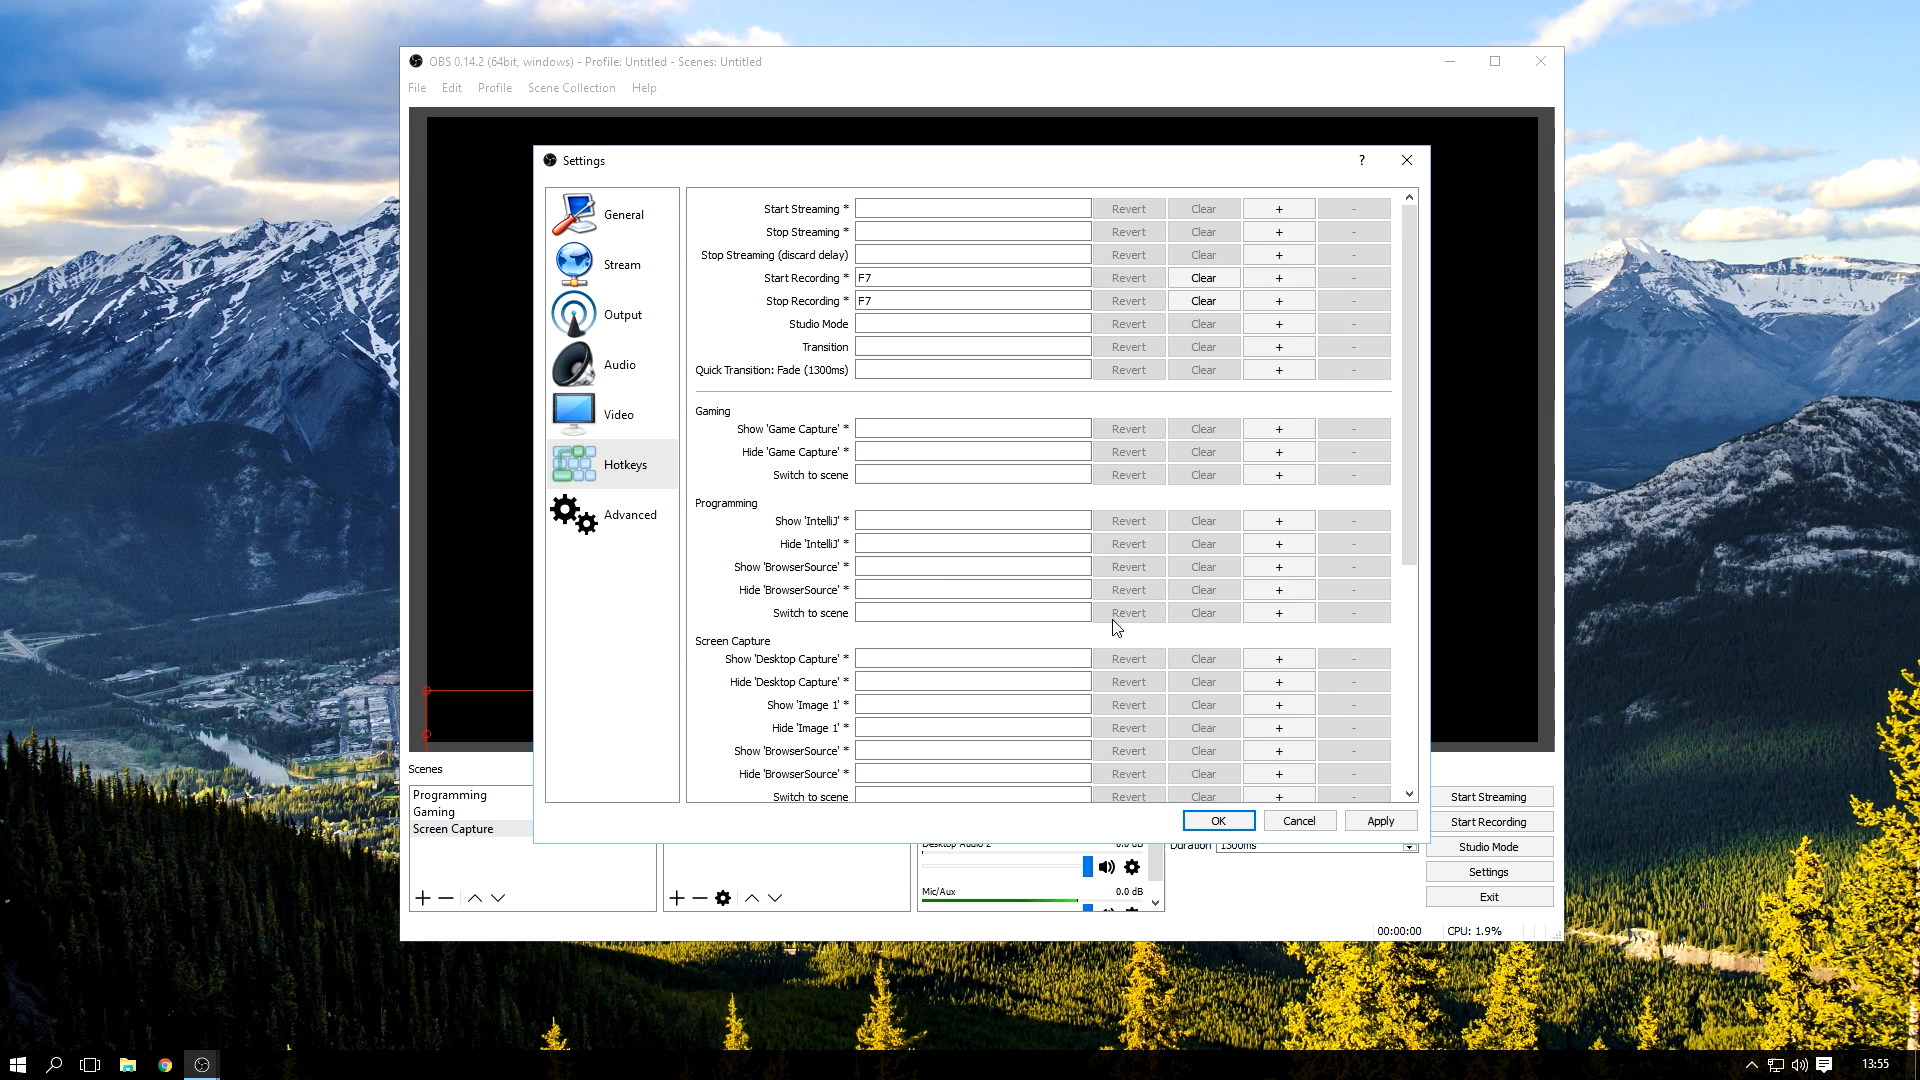 OBS 0.14.2 (64bit, windows) - Profile: Untitled - Scenes: Untitled
File Edit Profile Scene Collection Help
Settings ?
General
Stream
Output
Audio
Video
Hotkeys
Advanced
Start Streaming * Revert Clear + -
Stop Streaming * Revert Clear + -
Stop Streaming (discard delay) Revert Clear + -
Start Recording * F7 Revert Clear + -
Stop Recording * F7 Revert Clear + -
Studio Mode Revert Clear + -
Transition Revert Clear + -
Quick Transition: Fade (1300ms) Revert Clear + -
Gaming
Show 'Game Capture' * Revert Clear + -
Hide 'Game Capture' * Revert Clear + -
Switch to scene Revert Clear + -
Programming
Show 'IntelliJ' * Revert Clear + -
Hide 'IntelliJ' * Revert Clear + -
Show 'BrowserSource' * Revert Clear + -
Hide 'BrowserSource' * Revert Clear + -
Switch to scene Revert Clear + -
Screen Capture
Show 'Desktop Capture' * Revert Clear + -
Hide 'Desktop Capture' * Revert Clear + -
Show 'Image 1' * Revert Clear + -
Hide 'Image 1' * Revert Clear + -
Show 'BrowserSource' * Revert Clear + -
Hide 'BrowserSource' * Revert Clear + -
Switch to scene Revert Clear + -
OK Cancel Apply
Scenes
Programming
Gaming
Screen Capture
Desktop Audio 2 0.0 dB
Mic/Aux 0.0 dB
Duration 1300ms
Start Streaming
Start Recording
Studio Mode
Settings
Exit
00:00:00 CPU: 1.9%
13:55